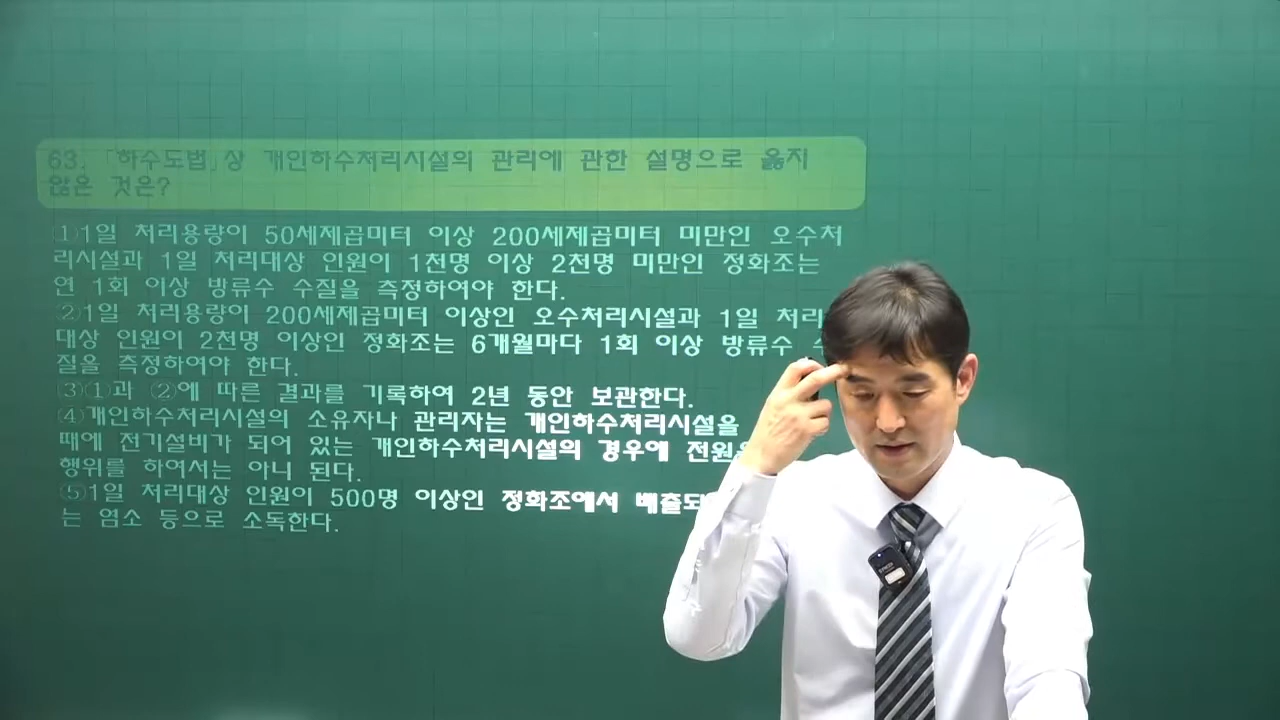 63. 「하수도법」상 개인하수처리시설의 관리에 관한 설명으로 옳지
않은 것은?
①1일 처리용량이 50세제곱미터 이상 200세제곱미터 미만인 오수처
리시설과 1일 처리대상 인원이 1천명 이상 2천명 미만인 정화조는
연 1회 이상 방류수 수질을 측정하여야 한다.
②1일 처리용량이 200세제곱미터 이상인 오수처리시설과 1일 처리
대상 인원이 2천명 이상인 정화조는 6개월마다 1회 이상 방류수
질을 측정하여야 한다.
③①과 ②에 따른 결과를 기록하여 2년 동안 보관한다.
④개인하수처리시설의 소유자나 관리자는 개인하수처리시설을
때에 전기설비가 되어 있는 개인하수처리시설의 경우에 전원
행위를 하여서는 아니 된다.
⑤1일 처리대상 인원이 500명 이상인 정화조에서 배출되
는 염소 등으로 소독한다.